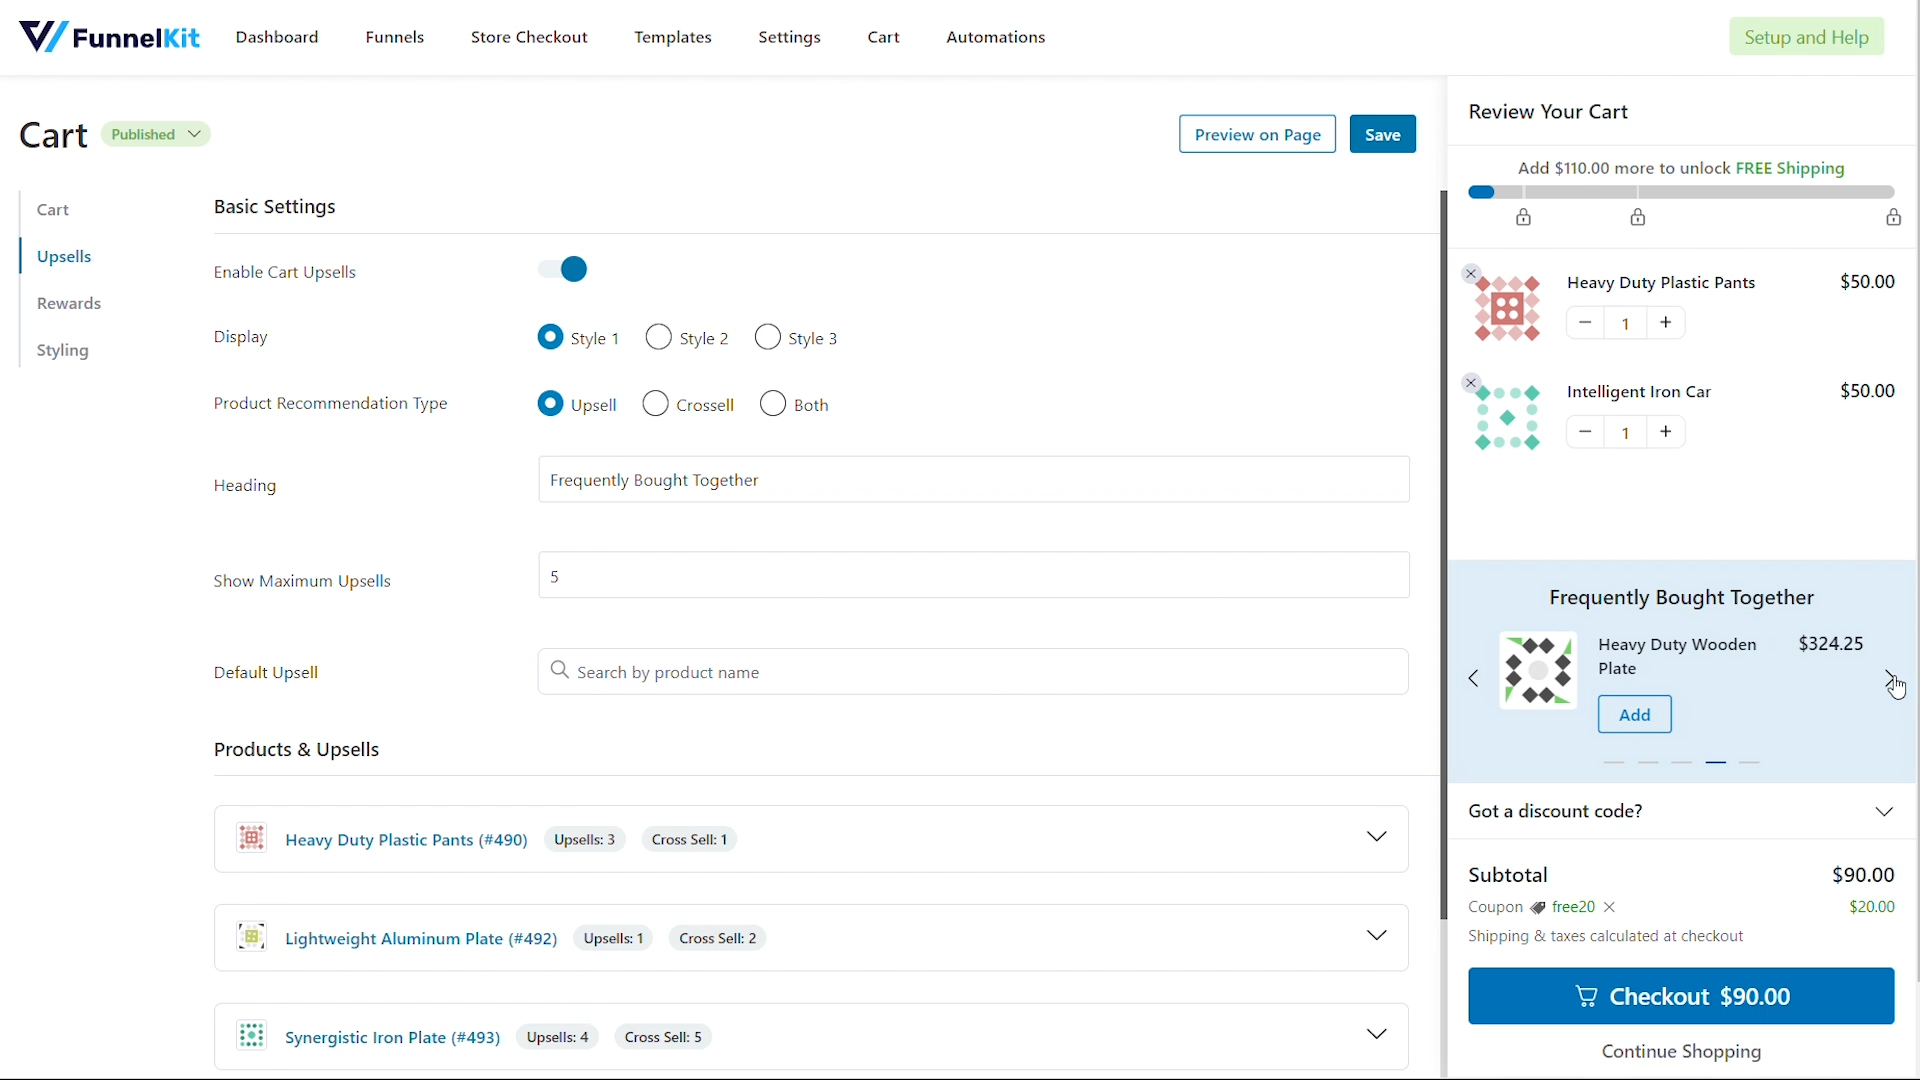 FunnelKit Dashboard Funnels Store Checkout Templates Settings Cart Automations Setup and Help
Cart Published Preview on Page Save
Cart
Upsells
Rewards
Styling
Basic Settings
Enable Cart Upsells
Display Style 1 Style 2 Style 3
Product Recommendation Type Upsell Crossell Both
Heading Frequently Bought Together
Show Maximum Upsells 5
Default Upsell Search by product name
Products & Upsells
Heavy Duty Plastic Pants (#490) Upsells: 3 Cross Sell: 1
Lightweight Aluminum Plate (#492) Upsells: 1 Cross Sell: 2
Synergistic Iron Plate (#493) Upsells: 4 Cross Sell: 5
Review Your Cart
Add $110.00 more to unlock FREE Shipping
Heavy Duty Plastic Pants $50.00
1
Intelligent Iron Car $50.00
1
Frequently Bought Together
Heavy Duty Wooden $324.25
Plate
Add
Got a discount code?
Subtotal $90.00
Coupon free20 $20.00
Shipping & taxes calculated at checkout
Checkout $90.00
Continue Shopping